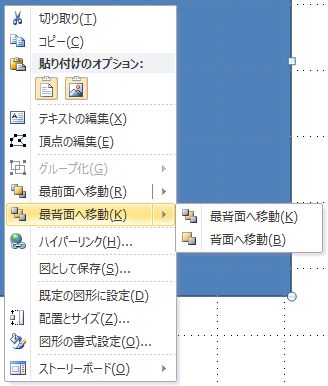 切り取り(T)
コピー(C)
貼り付けのオプション:
テキストの編集(X)
頂点の編集(E)
グループ化(G)
最前面へ移動(R)
最背面へ移動(K)
最背面へ移動(K)
背面へ移動(B)
ハイパーリンク(H)...
図として保存(S)...
既定の図形に設定(D)
配置とサイズ(Z)...
図形の書式設定(O)...
ストーリーボード(O)